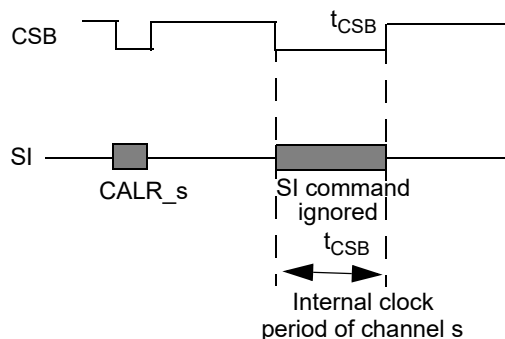 CSB
tCSB
SI
CALR_s
SI command
ignored
tCSB
Internal clock
period of channel s